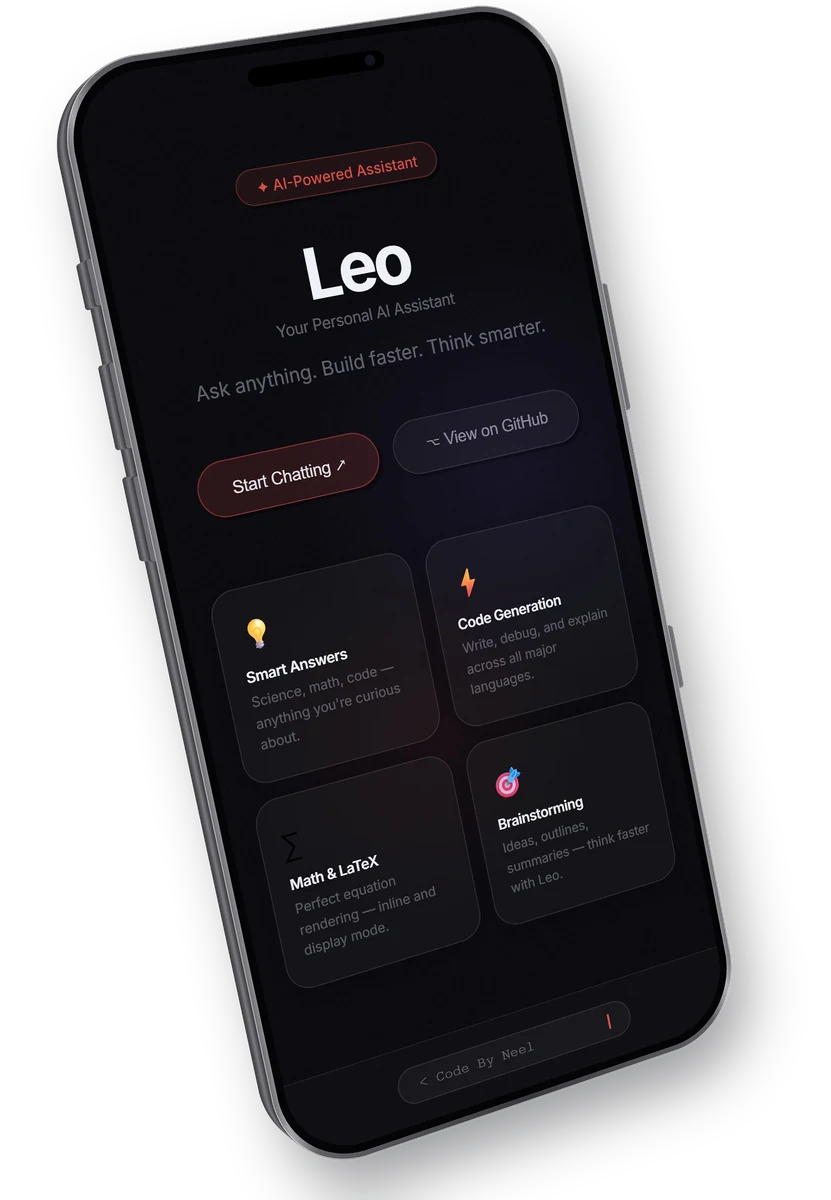 ✦ AI-Powered Assistant
Leo
Your Personal AI Assistant
Ask anything. Build faster. Think smarter.
Start Chatting ↗
⌥ View on GitHub
💡
Smart Answers
Science, math, code —
anything you're curious
about.
⚡
Code Generation
Write, debug, and explain
across all major
languages.
∑
Math & LaTeX
Perfect equation
rendering — inline and
display mode.
🎯
Brainstorming
Ideas, outlines,
summaries — think faster
with Leo.
< Code By Neel